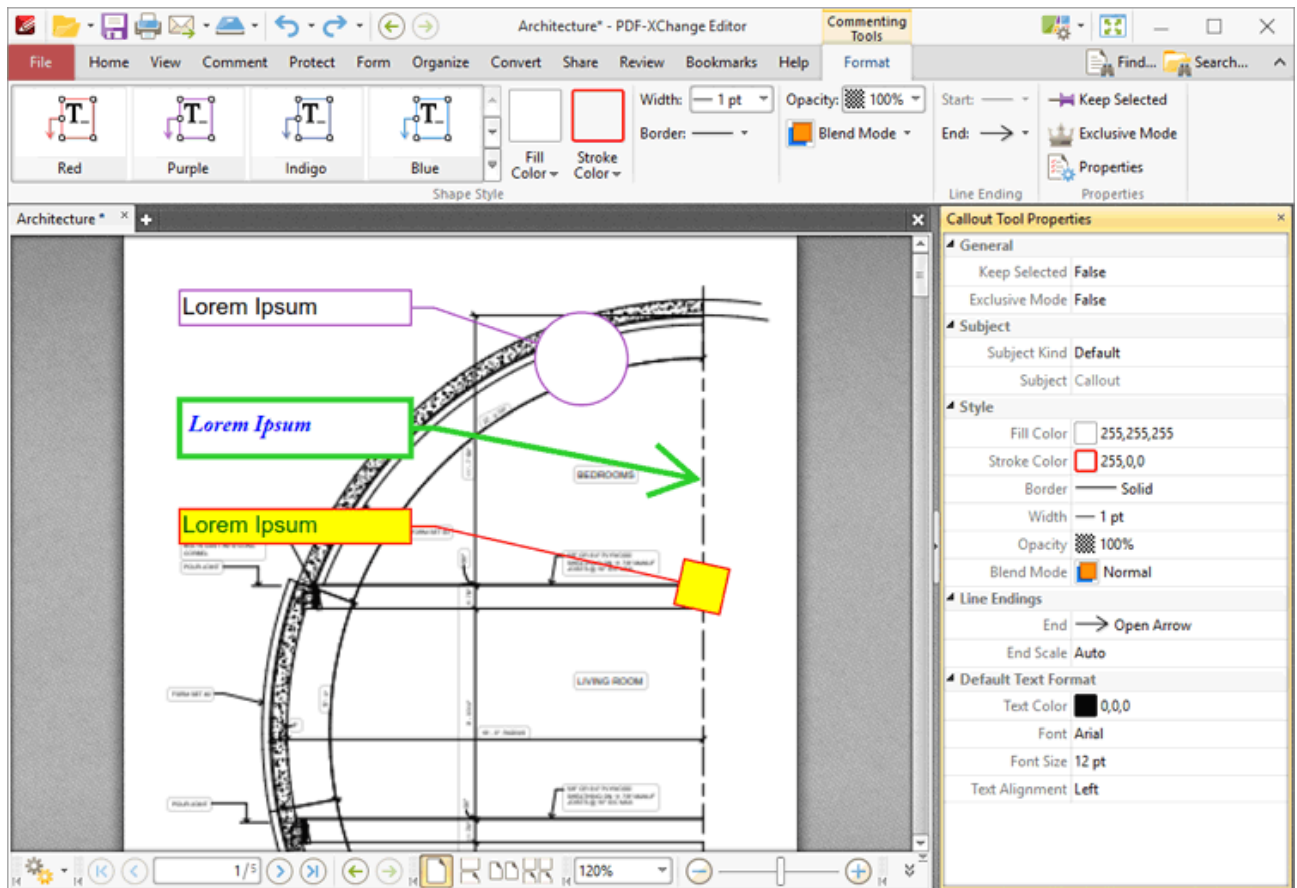 Architecture* - PDF-XChange Editor
Commenting
Tools
File Home View Comment Protect Form Organize Convert Share Review Bookmarks Help Format Find... Search...
Red Purple Indigo Blue
Fill
Color
Stroke
Color
Width: 1 pt
Border:
Opacity: 100%
Blend Mode
Start:
End:
Keep Selected
Exclusive Mode
Properties
Shape Style
Line Ending
Properties
Architecture *
Lorem Ipsum
Lorem Ipsum
BEDROOMS
Lorem Ipsum
LIVING ROOM
Callout Tool Properties
General
Keep Selected False
Exclusive Mode False
Subject
Subject Kind Default
Subject Callout
Style
Fill Color 255,255,255
Stroke Color 255,0,0
Border Solid
Width 1 pt
Opacity 100%
Blend Mode Normal
Line Endings
End Open Arrow
End Scale Auto
Default Text Format
Text Color 0,0,0
Font Arial
Font Size 12 pt
Text Alignment Left
1/5
120%